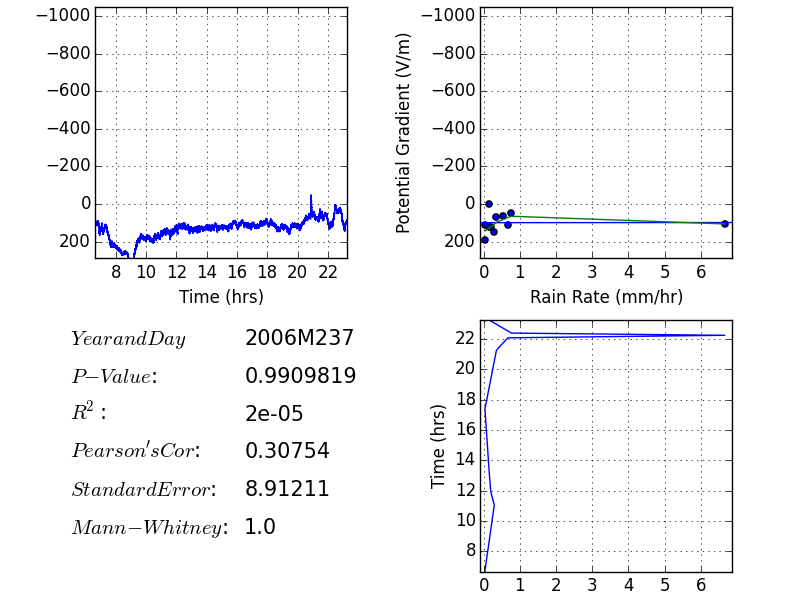 −1000
−800
−600
−400
−200
0
200
8 10 12 14 16 18 20 22
Time (hrs)
Potential Gradient (V/m)
−1000
−800
−600
−400
−200
0
200
0 1 2 3 4 5 6
Rain Rate (mm/hr)
YearandDay 2006M237
P−Value: 0.9909819
R²: 2e-05
Pearson'sCor: 0.30754
StandardError: 8.91211
Mann−Whitney: 1.0
Time (hrs)
22
20
18
16
14
12
10
8
0 1 2 3 4 5 6